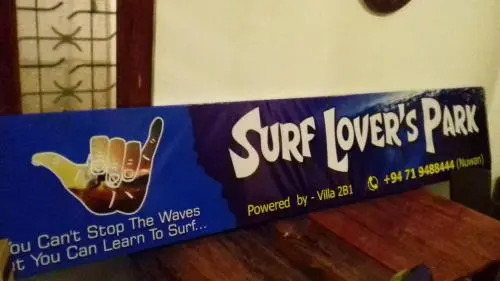 SURF LOVER'S PARK
Powered by - Villa 2B1
+94 71 9488444 (Nuwan)
ou Can't Stop The Waves
t You Can Learn To Surf...